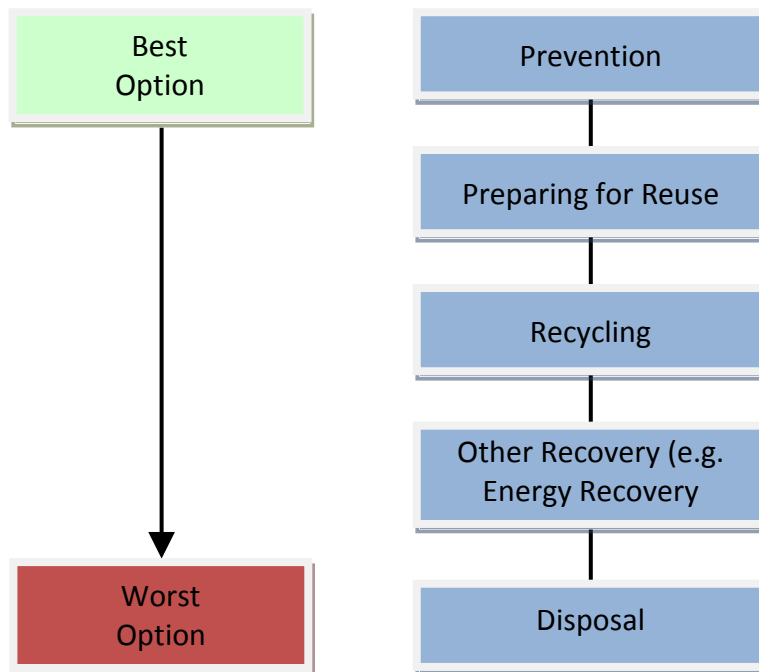 Best
Option
Prevention
Preparing for Reuse
Recycling
Other Recovery (e.g.
Energy Recovery
Worst
Option
Disposal